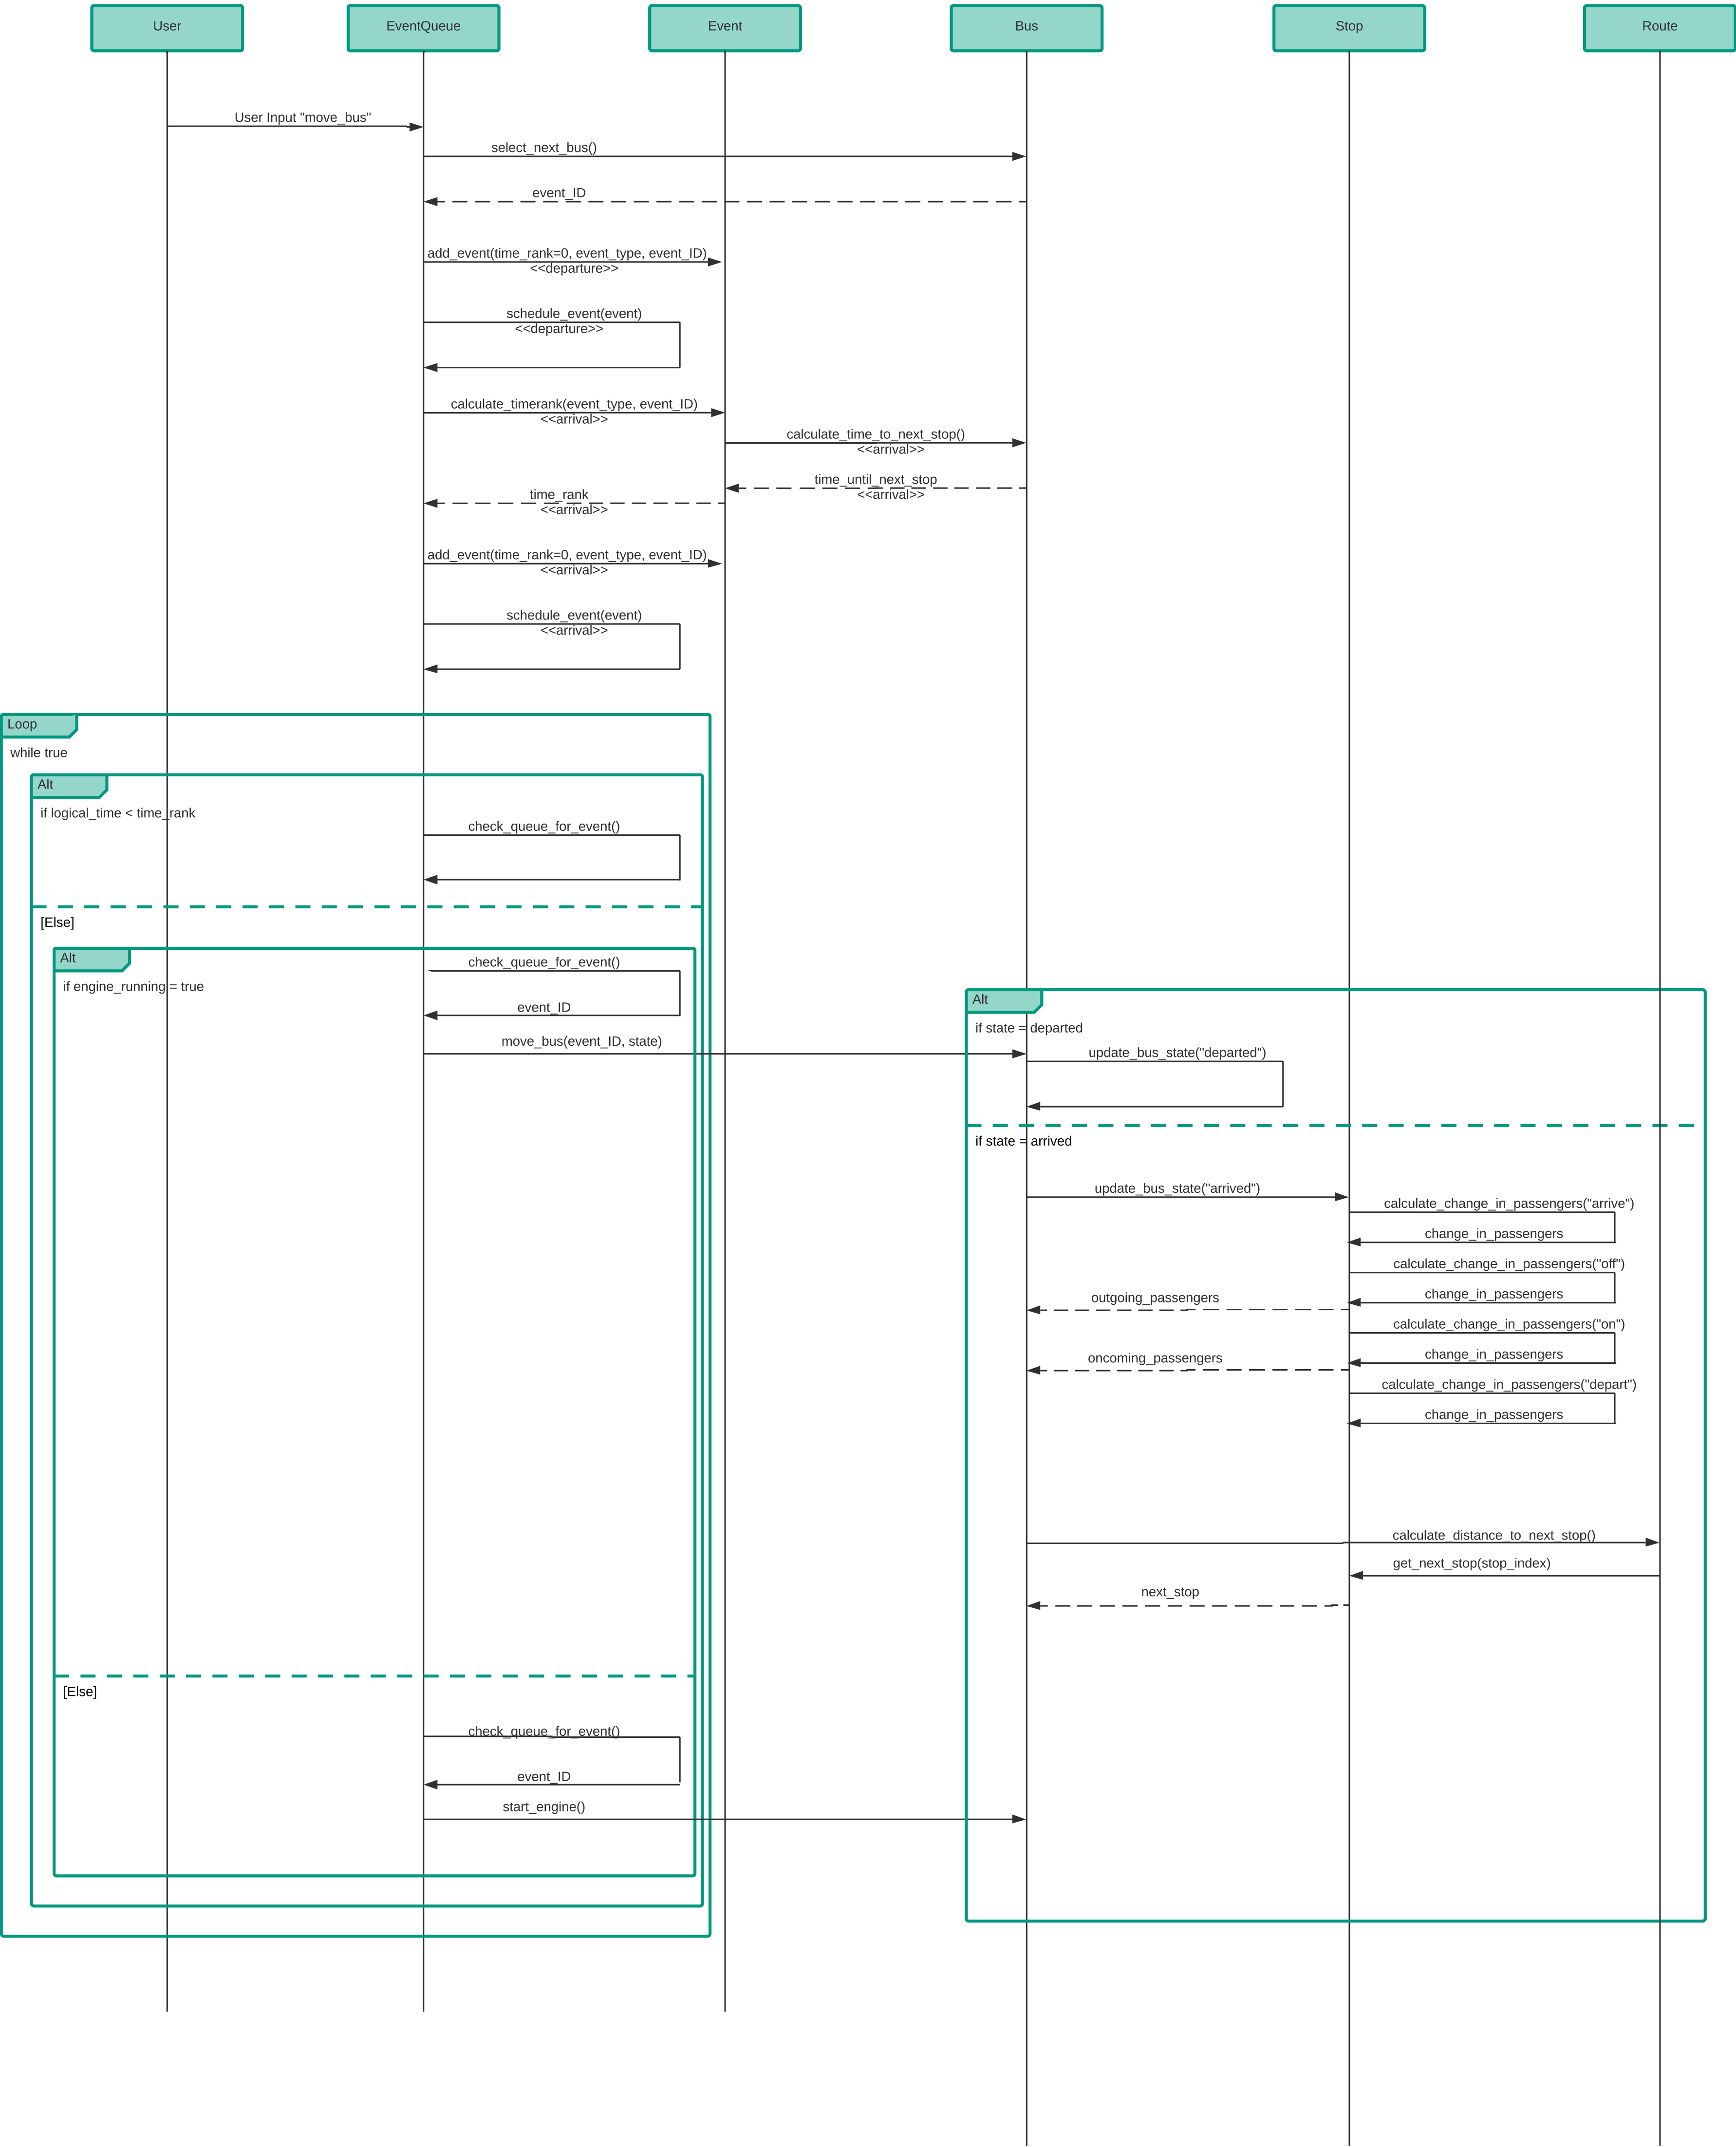 User
EventQueue
Event
Bus
Stop
Route
User Input "move_bus"
select_next_bus()
event_ID
add_event(time_rank=0, event_type, event_ID)
<<departure>>
schedule_event(event)
<<departure>>
calculate_timerank(event_type, event_ID)
<<arrival>>
calculate_time_to_next_stop()
<<arrival>>
time_until_next_stop
<<arrival>>
time_rank
<<arrival>>
add_event(time_rank=0, event_type, event_ID)
<<arrival>>
schedule_event(event)
<<arrival>>
Loop
while true
Alt
if logical_time < time_rank
check_queue_for_event()
[Else]
Alt
check_queue_for_event()
if engine_running = true
event_ID
move_bus(event_ID, state)
Alt
if state = departed
update_bus_state("departed")
if state = arrived
update_bus_state("arrived")
calculate_change_in_passengers("arrive")
change_in_passengers
calculate_change_in_passengers("off")
change_in_passengers
outgoing_passengers
calculate_change_in_passengers("on")
change_in_passengers
oncoming_passengers
calculate_change_in_passengers("depart")
change_in_passengers
calculate_distance_to_next_stop()
get_next_stop(stop_index)
next_stop
[Else]
check_queue_for_event()
event_ID
start_engine()